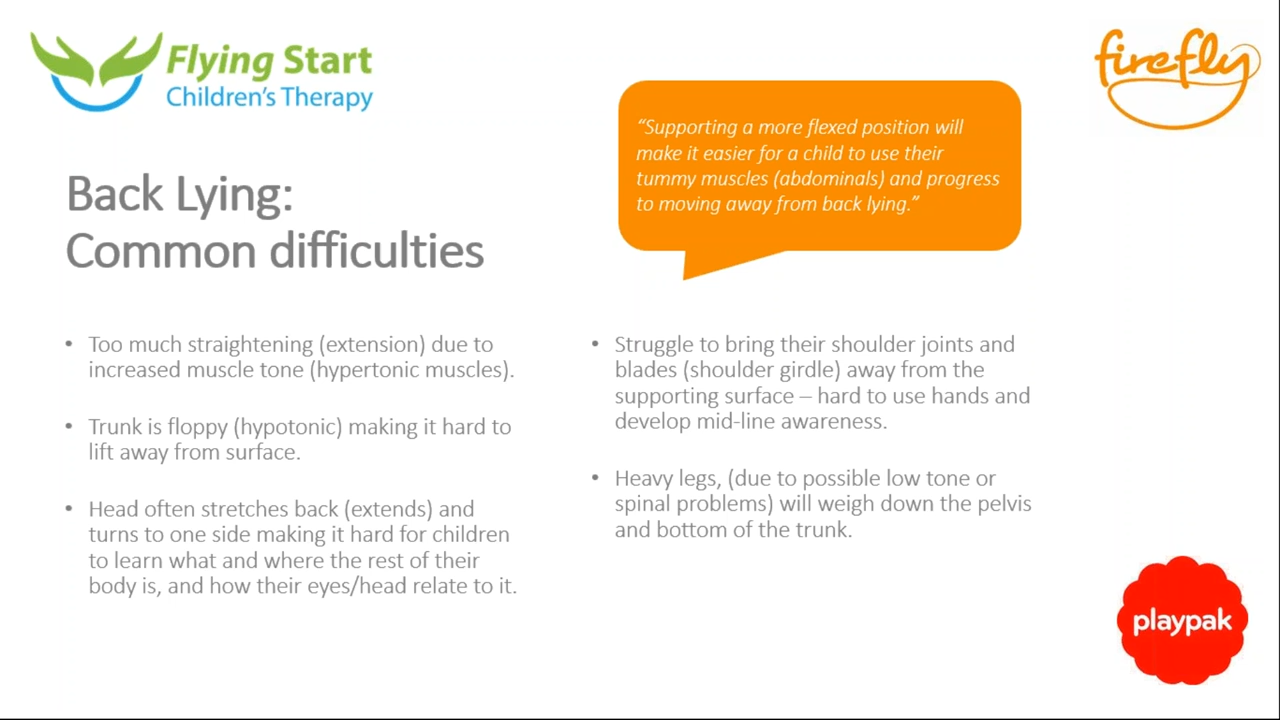 Flying Start
Children's Therapy
firefly
“Supporting a more flexed position will
make it easier for a child to use their
tummy muscles (abdominals) and progress
to moving away from back lying.”
Back Lying:
Common difficulties
• Too much straightening (extension) due to
increased muscle tone (hypertonic muscles).
• Trunk is floppy (hypotonic) making it hard to
lift away from surface.
• Head often stretches back (extends) and
turns to one side making it hard for children
to learn what and where the rest of their
body is, and how their eyes/head relate to it.
• Struggle to bring their shoulder joints and
blades (shoulder girdle) away from the
supporting surface – hard to use hands and
develop mid-line awareness.
• Heavy legs, (due to possible low tone or
spinal problems) will weigh down the pelvis
and bottom of the trunk.
playpak